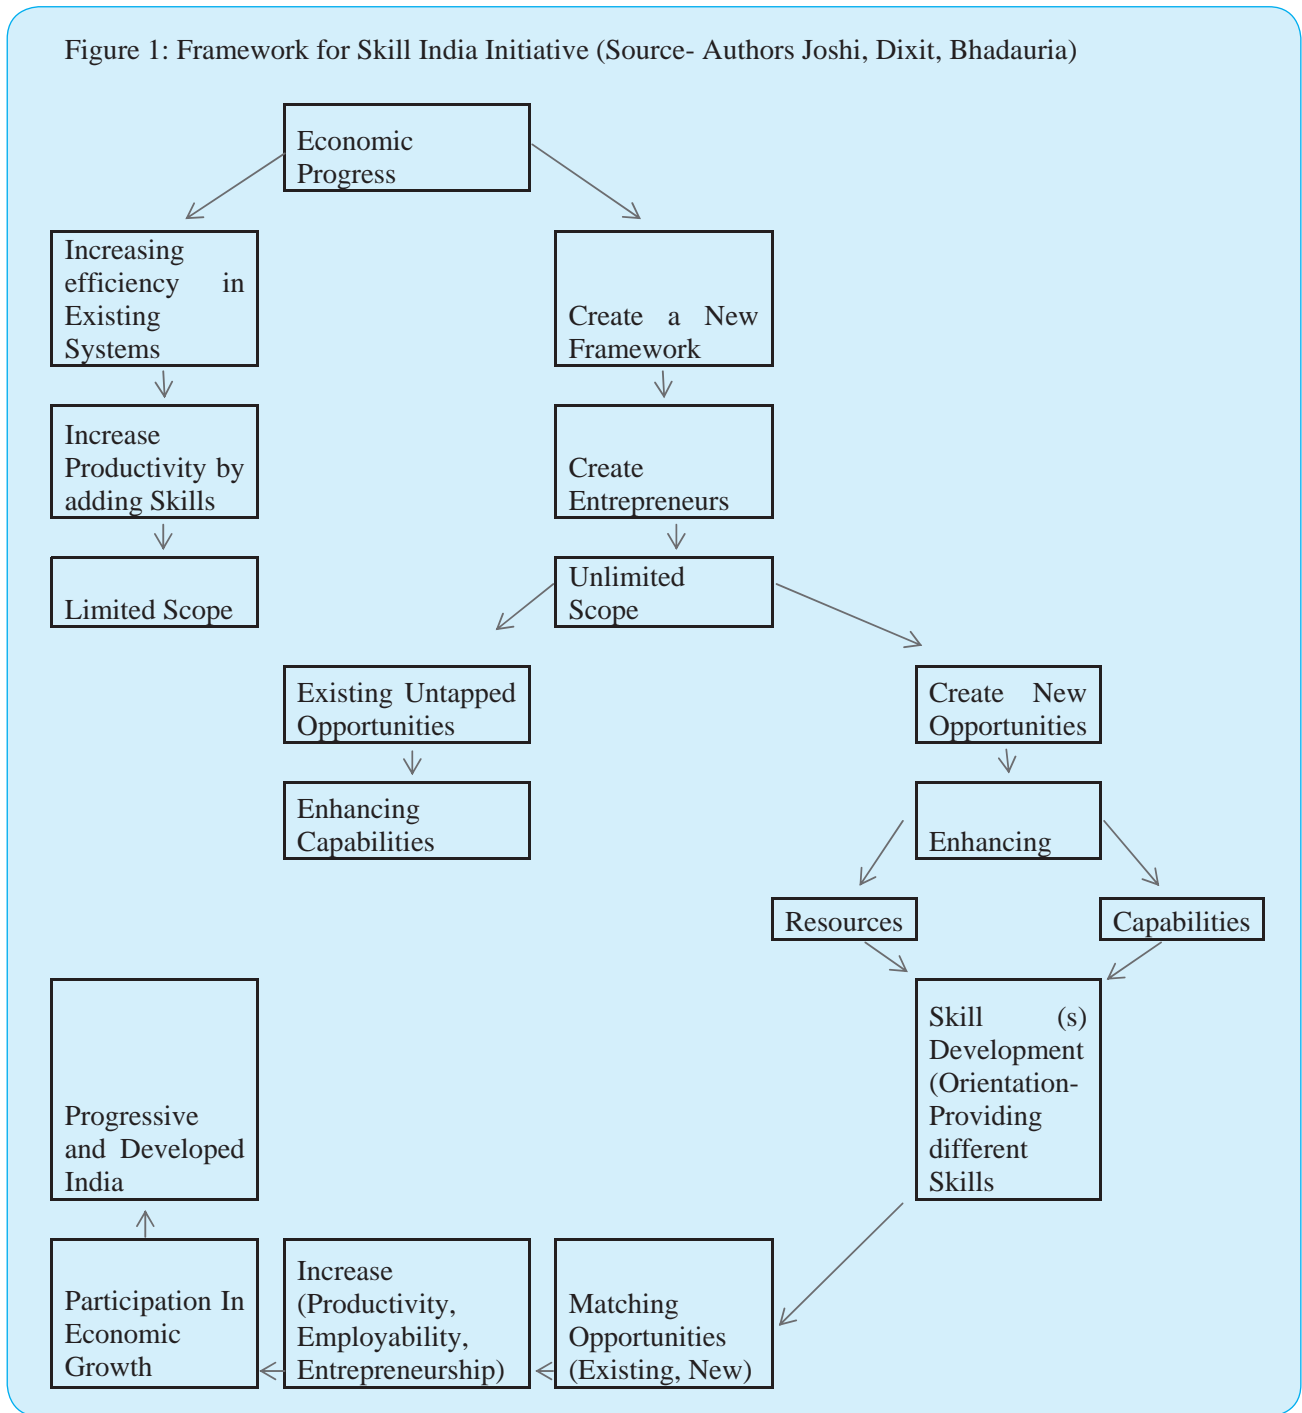 Figure 1: Framework for Skill India Initiative (Source- Authors Joshi, Dixit, Bhadauria)
Economic
Progress
Increasing
efficiency in
Existing
Systems
Create a New
Framework
Increase
Productivity by
adding Skills
Create
Entrepreneurs
Limited Scope
Unlimited
Scope
Existing Untapped
Opportunities
Create New
Opportunities
Enhancing
Capabilities
Enhancing
Resources
Capabilities
Skill (s)
Development
(Orientation-
Providing
different
Skills
Progressive
and Developed
India
Participation In
Economic
Growth
Increase
(Productivity,
Employability,
Entrepreneurship)
Matching
Opportunities
(Existing, New)